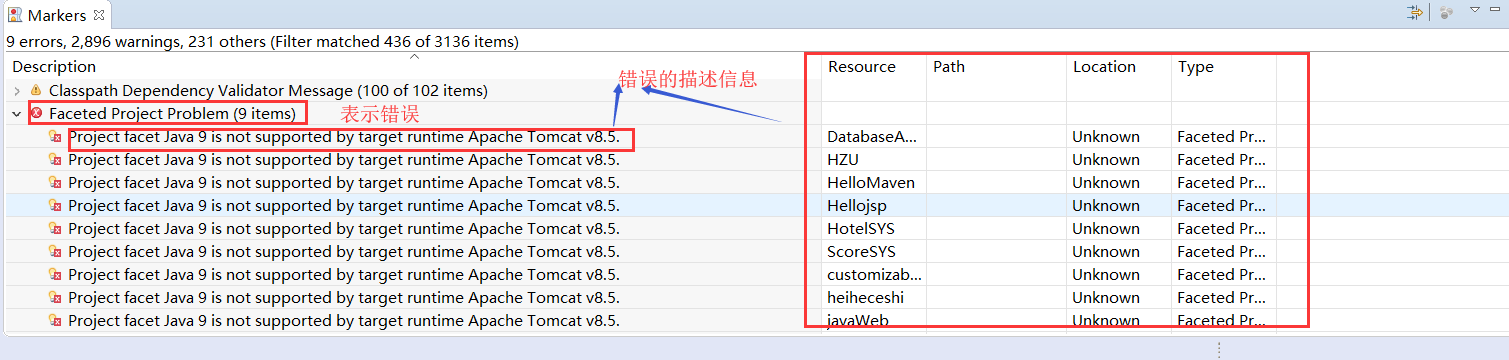 Markers
9 errors, 2,896 warnings, 231 others (Filter matched 436 of 3136 items)
Description Resource Path Location Type
错误的描述信息
Classpath Dependency Validator Message (100 of 102 items)
Faceted Project Problem (9 items) 表示错误
Project facet Java 9 is not supported by target runtime Apache Tomcat v8.5. DatabaseA... Unknown Faceted Pr...
Project facet Java 9 is not supported by target runtime Apache Tomcat v8.5. HZU Unknown Faceted Pr...
Project facet Java 9 is not supported by target runtime Apache Tomcat v8.5. HelloMaven Unknown Faceted Pr...
Project facet Java 9 is not supported by target runtime Apache Tomcat v8.5. Hellojsp Unknown Faceted Pr...
Project facet Java 9 is not supported by target runtime Apache Tomcat v8.5. HotelSYS Unknown Faceted Pr...
Project facet Java 9 is not supported by target runtime Apache Tomcat v8.5. ScoreSYS Unknown Faceted Pr...
Project facet Java 9 is not supported by target runtime Apache Tomcat v8.5. customizab... Unknown Faceted Pr...
Project facet Java 9 is not supported by target runtime Apache Tomcat v8.5. heiheceshi Unknown Faceted Pr...
Project facet Java 9 is not supported by target runtime Apache Tomcat v8.5. javaWeb Unknown Faceted Pr...